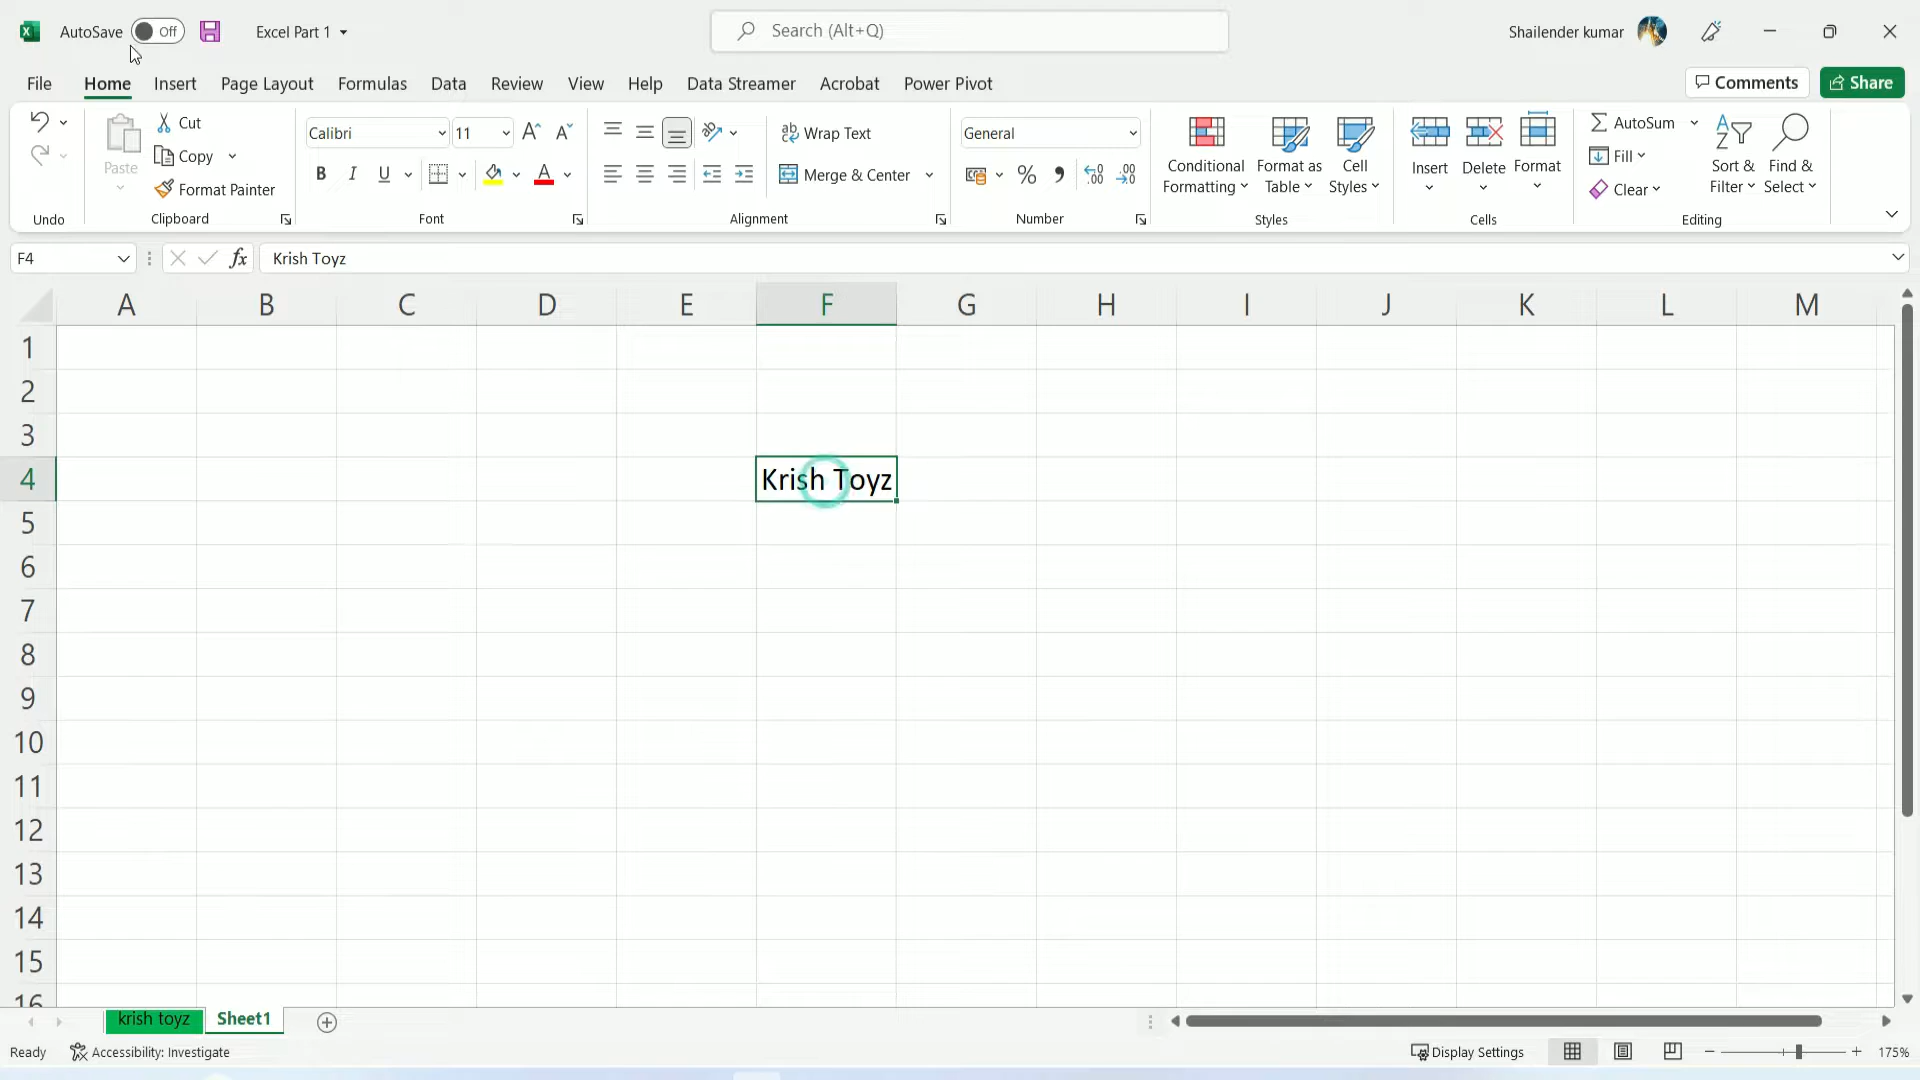 AutoSave Off Excel Part 1 Search (Alt+Q) Shailender kumar
File Home Insert Page Layout Formulas Data Review View Help Data Streamer Acrobat Power Pivot Comments Share
Paste Cut
Copy
Format Painter
Calibri 11
B I U A
ab Wrap Text
Merge & Center
General
% , .00 .00
Conditional Formatting
Format as Table
Cell Styles
Insert Delete Format
AutoSum
Fill
Clear
Sort & Filter
Find & Select
Undo Clipboard Font Alignment Number Styles Cells Editing
F4 fx Krish Toyz
A B C D E F G H I J K L M
1
2
3
4 Krish Toyz
5
6
7
8
9
10
11
12
13
14
15
16
krish toyz Sheet1
Ready Accessibility: Investigate Display Settings 175%